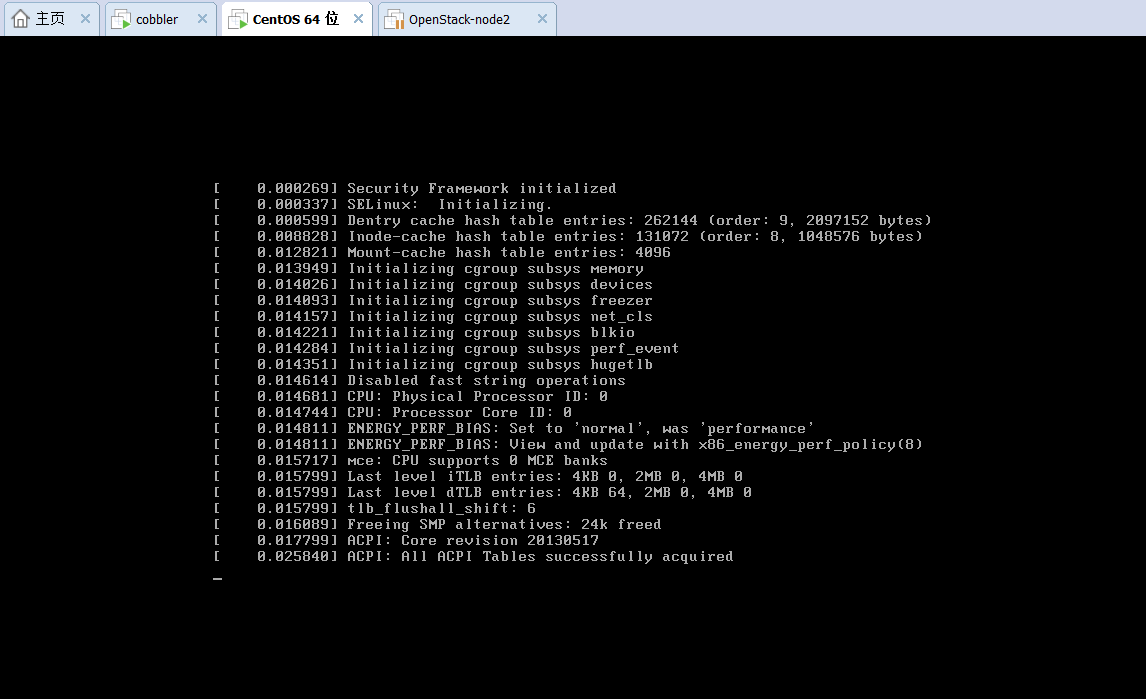 主页 cobbler CentOS 64 位 OpenStack-node2
[    0.000269] Security Framework initialized
[    0.000337] SELinux:  Initializing.
[    0.000599] Dentry cache hash table entries: 262144 (order: 9, 2097152 bytes)
[    0.008828] Inode-cache hash table entries: 131072 (order: 8, 1048576 bytes)
[    0.012821] Mount-cache hash table entries: 4096
[    0.013949] Initializing cgroup subsys memory
[    0.014026] Initializing cgroup subsys devices
[    0.014093] Initializing cgroup subsys freezer
[    0.014157] Initializing cgroup subsys net_cls
[    0.014221] Initializing cgroup subsys blkio
[    0.014284] Initializing cgroup subsys perf_event
[    0.014351] Initializing cgroup subsys hugetlb
[    0.014614] Disabled fast string operations
[    0.014681] CPU: Physical Processor ID: 0
[    0.014744] CPU: Processor Core ID: 0
[    0.014811] ENERGY_PERF_BIAS: Set to 'normal', was 'performance'
[    0.014811] ENERGY_PERF_BIAS: View and update with x86_energy_perf_policy(8)
[    0.015717] mce: CPU supports 0 MCE banks
[    0.015799] Last level iTLB entries: 4KB 0, 2MB 0, 4MB 0
[    0.015799] Last level dTLB entries: 4KB 64, 2MB 0, 4MB 0
[    0.015799] tlb_flushall_shift: 6
[    0.016089] Freeing SMP alternatives: 24k freed
[    0.017799] ACPI: Core revision 20130517
[    0.025840] ACPI: All ACPI Tables successfully acquired